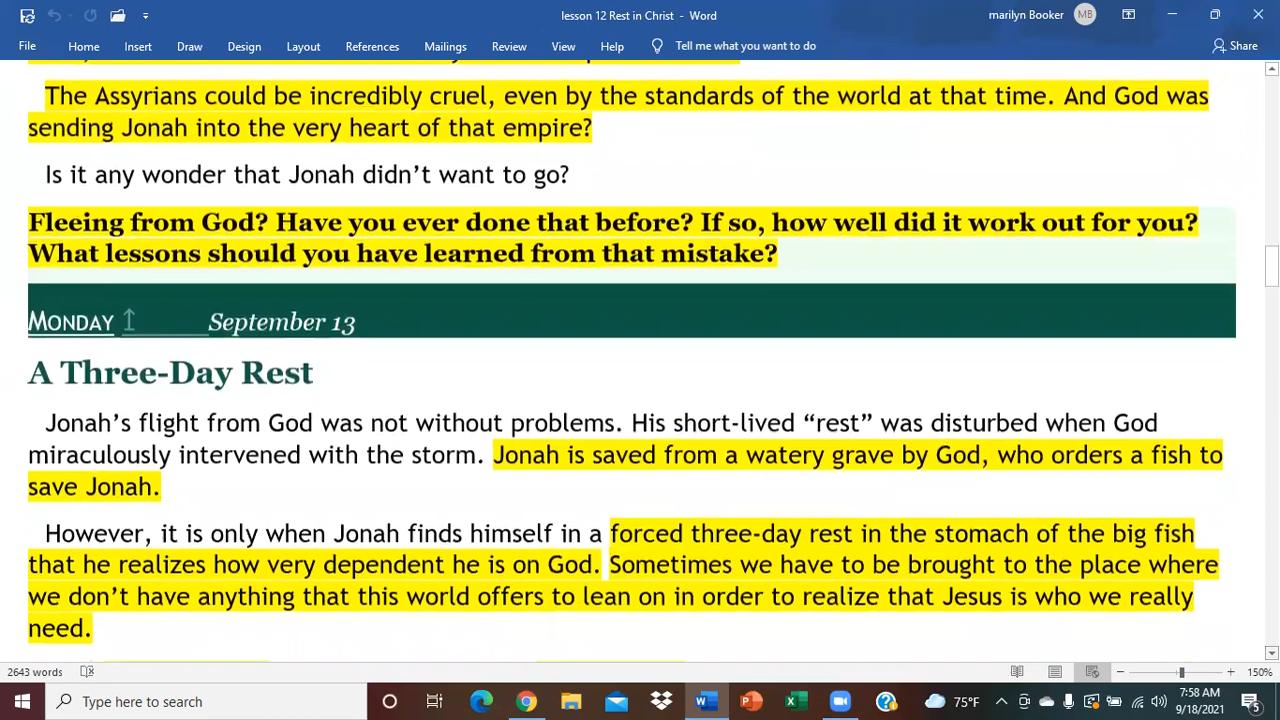 lesson 12 Rest in Christ - Word
marilyn Booker MB
File Home Insert Draw Design Layout References Mailings Review View Help Tell me what you want to do Share
The Assyrians could be incredibly cruel, even by the standards of the world at that time. And God was
sending Jonah into the very heart of that empire?
Is it any wonder that Jonah didn’t want to go?
Fleeing from God? Have you ever done that before? If so, how well did it work out for you?
What lessons should you have learned from that mistake?
MONDAY September 13
A Three-Day Rest
Jonah’s flight from God was not without problems. His short-lived “rest” was disturbed when God
miraculously intervened with the storm. Jonah is saved from a watery grave by God, who orders a fish to
save Jonah.
However, it is only when Jonah finds himself in a forced three-day rest in the stomach of the big fish
that he realizes how very dependent he is on God. Sometimes we have to be brought to the place where
we don’t have anything that this world offers to lean on in order to realize that Jesus is who we really
need.
2643 words 150%
Type here to search 75°F 7:58 AM
9/18/2021 5